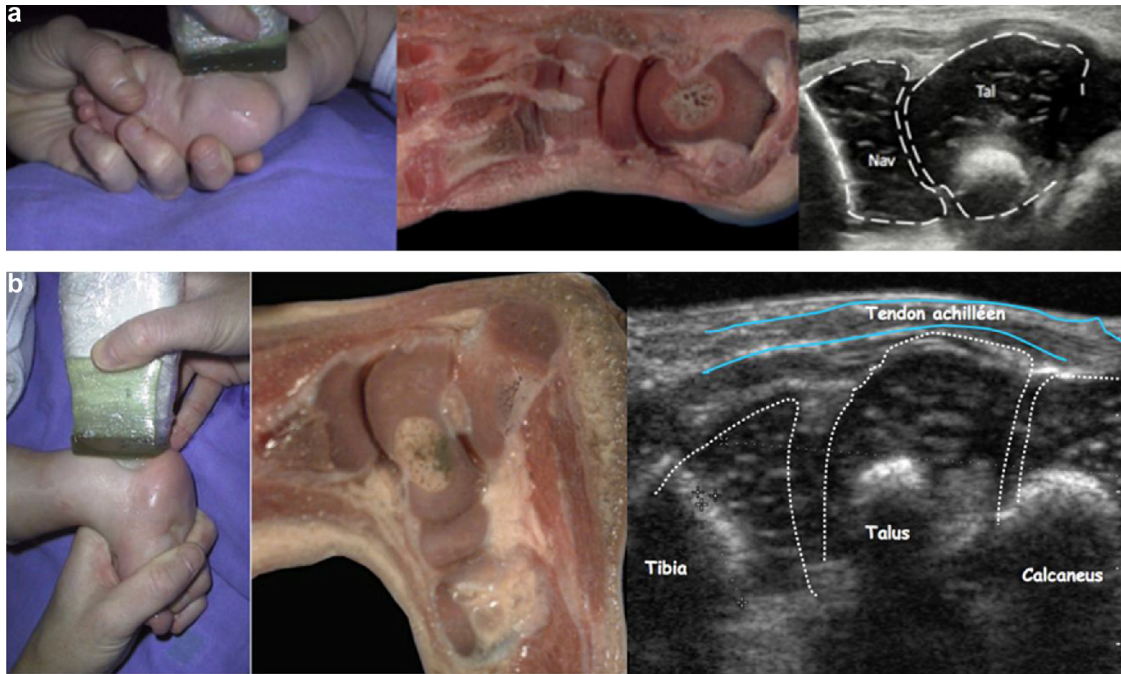 a
Tal
Nav
b
Tendon achilléen
Talus
Tibia
Calcaneus